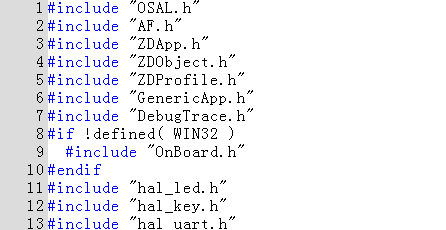 1 #include "OSAL.h"
2 #include "AF.h"
3 #include "ZDApp.h"
4 #include "ZDObject.h"
5 #include "ZDProfile.h"
6 #include "GenericApp.h"
7 #include "DebugTrace.h"
8 #if !defined( WIN32 )
9   #include "OnBoard.h"
10 #endif
11 #include "hal_led.h"
12 #include "hal_key.h"
13 #include "hal_uart.h"